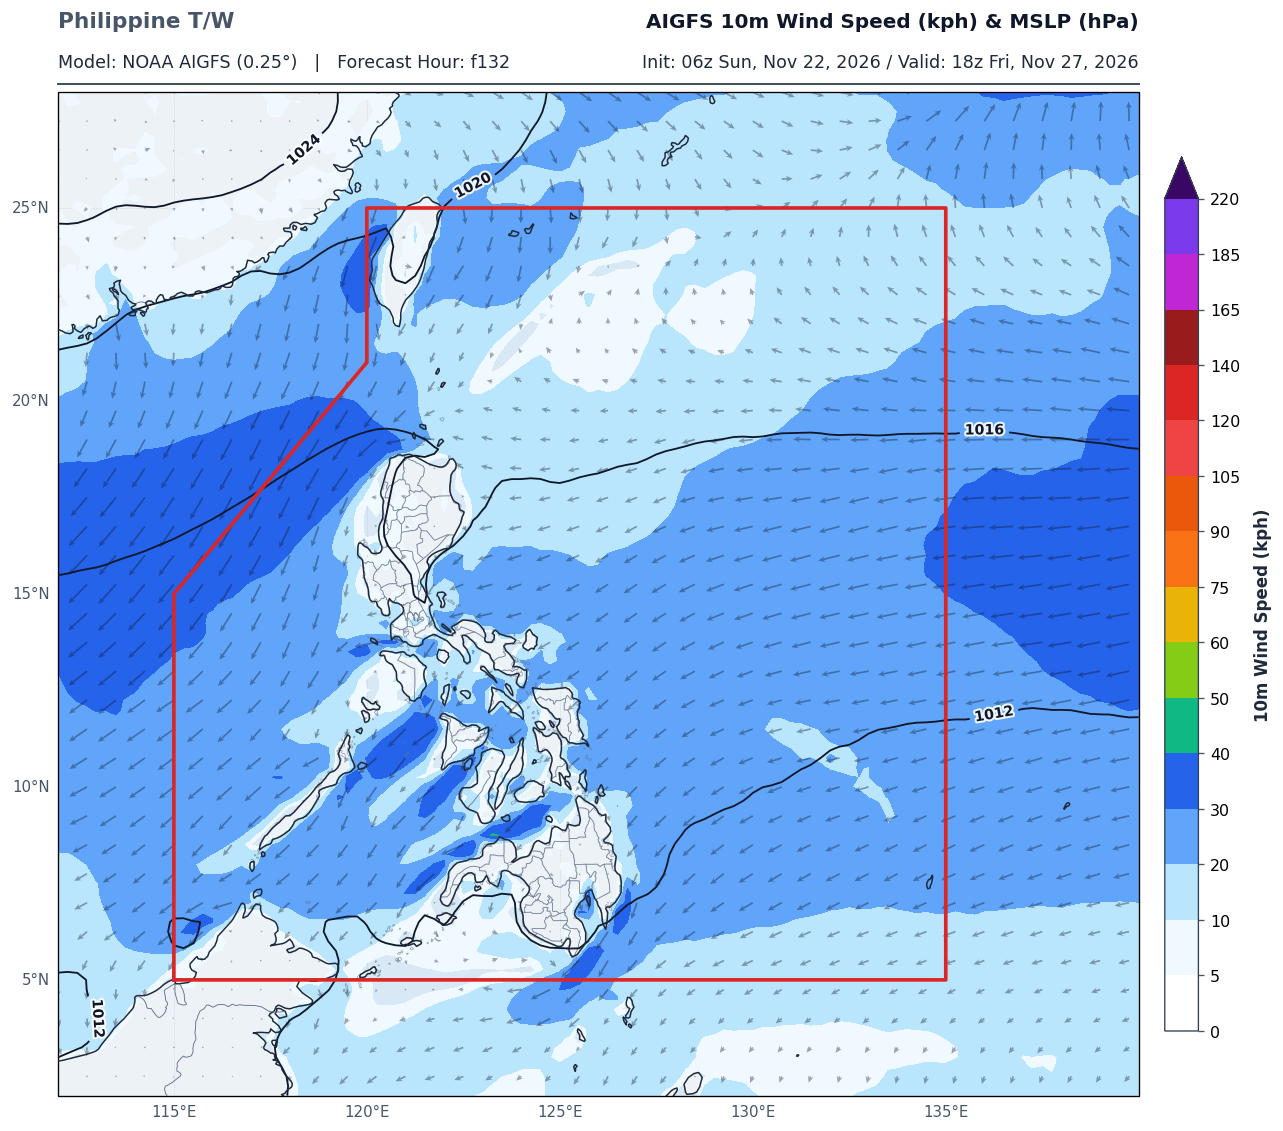 Philippine T/W
AIGFS 10m Wind Speed (kph) & MSLP (hPa)
Model: NOAA AIGFS (0.25°) | Forecast Hour: f132
Init: 06z Sun, Nov 22, 2026 / Valid: 18z Fri, Nov 27, 2026
1024
1020
1016
1012
1012
25°N
20°N
15°N
10°N
5°N
115°E
120°E
125°E
130°E
135°E
220
185
165
140
120
105
90
75
60
50
40
30
20
10
5
0
10m Wind Speed (kph)